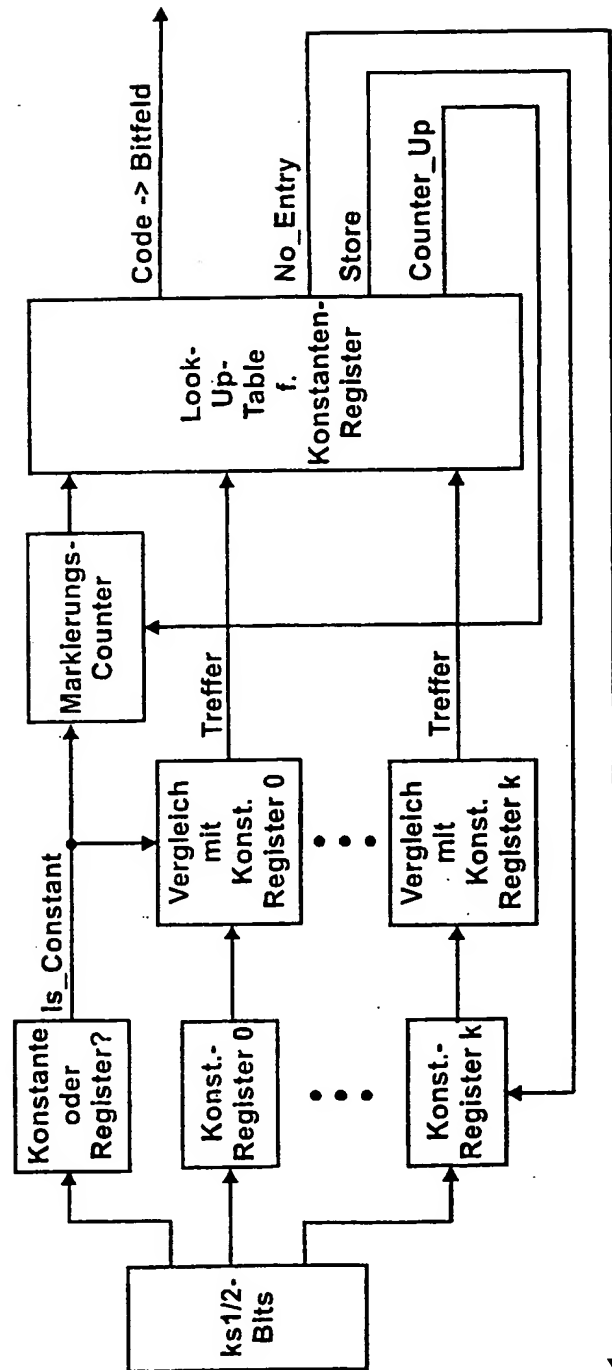 ks1/2-
Bits
Konstante
oder
Register?
Is_Constant
Konst.-
Register 0
Konst.-
Register k
Markierungs-
Counter
Vergleich
mit
Konst.
Register 0
Treffer
Vergleich
mit
Konst.
Register k
Treffer
Look-
Up-
Table
f.
Konstanten-
Register
Code -> Bitfeld
No_Entry
Store
Counter_Up